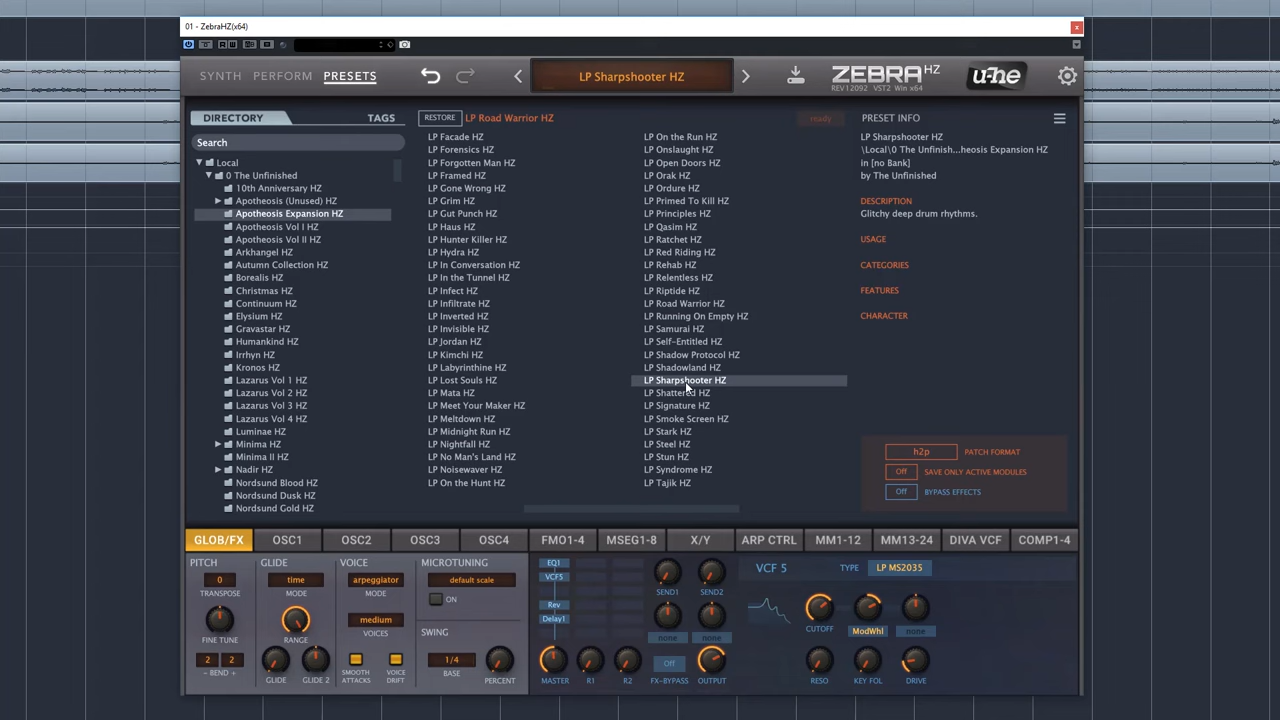 01 - ZebraHZ(x64)
SYNTH PERFORM PRESETS
LP Sharpshooter HZ
ZEBRA HZ
REV12092 VST2 Win x64
u-he
DIRECTORY
TAGS
Search
Local
0 The Unfinished
10th Anniversary HZ
Apotheosis (Unused) HZ
Apotheosis Expansion HZ
Apotheosis Vol I HZ
Apotheosis Vol II HZ
Arkhangel HZ
Autumn Collection HZ
Borealis HZ
Christmas HZ
Continuum HZ
Elysium HZ
Gravastar HZ
Humankind HZ
Irrhyn HZ
Kronos HZ
Lazarus Vol 1 HZ
Lazarus Vol 2 HZ
Lazarus Vol 3 HZ
Lazarus Vol 4 HZ
Luminae HZ
Minima HZ
Minima II HZ
Nadir HZ
Nordsund Blood HZ
Nordsund Dusk HZ
Nordsund Gold HZ
RESTORE
LP Road Warrior HZ
ready
LP Facade HZ
LP Forensics HZ
LP Forgotten Man HZ
LP Framed HZ
LP Gone Wrong HZ
LP Grim HZ
LP Gut Punch HZ
LP Haus HZ
LP Hunter Killer HZ
LP Hydra HZ
LP In Conversation HZ
LP In the Tunnel HZ
LP Infect HZ
LP Infiltrate HZ
LP Inverted HZ
LP Invisible HZ
LP Jordan HZ
LP Kimchi HZ
LP Labyrinthine HZ
LP Lost Souls HZ
LP Mata HZ
LP Meet Your Maker HZ
LP Meltdown HZ
LP Midnight Run HZ
LP Nightfall HZ
LP No Man's Land HZ
LP Noisewaver HZ
LP On the Hunt HZ
LP On the Run HZ
LP Onslaught HZ
LP Open Doors HZ
LP Orak HZ
LP Ordure HZ
LP Primed To Kill HZ
LP Principles HZ
LP Qasim HZ
LP Ratchet HZ
LP Red Riding HZ
LP Rehab HZ
LP Relentless HZ
LP Riptide HZ
LP Road Warrior HZ
LP Running On Empty HZ
LP Samurai HZ
LP Self-Entitled HZ
LP Shadow Protocol HZ
LP Shadowland HZ
LP Sharpshooter HZ
LP Shattered HZ
LP Signature HZ
LP Smoke Screen HZ
LP Stark HZ
LP Steel HZ
LP Stun HZ
LP Syndrome HZ
LP Tajik HZ
PRESET INFO
LP Sharpshooter HZ
\Local\0 The Unfinish...heosis Expansion HZ
in [no Bank]
by The Unfinished
DESCRIPTION
Glitchy deep drum rhythms.
USAGE
CATEGORIES
FEATURES
CHARACTER
h2p PATCH FORMAT
Off SAVE ONLY ACTIVE MODULES
Off BYPASS EFFECTS
GLOB/FX OSC1 OSC2 OSC3 OSC4 FMO1-4 MSEG1-8 X/Y ARP CTRL MM1-12 MM13-24 DIVA VCF COMP1-4
PITCH
0
TRANSPOSE
FINE TUNE
2 2
- BEND +
GLIDE
time
MODE
RANGE
GLIDE GLIDE 2
VOICE
arpeggiator
MODE
medium
VOICES
SMOOTH ATTACKS
VOICE DRIFT
MICROTUNING
default scale
ON
SWING
1/4
BASE
PERCENT
EQ1
VCF5
Rev
Delay1
MASTER R1 R2
SEND1 SEND2
none none
Off
FX-BYPASS
OUTPUT
VCF 5
TYPE LP MS2035
CUTOFF
ModWhl
none
RESO KEY FOL DRIVE